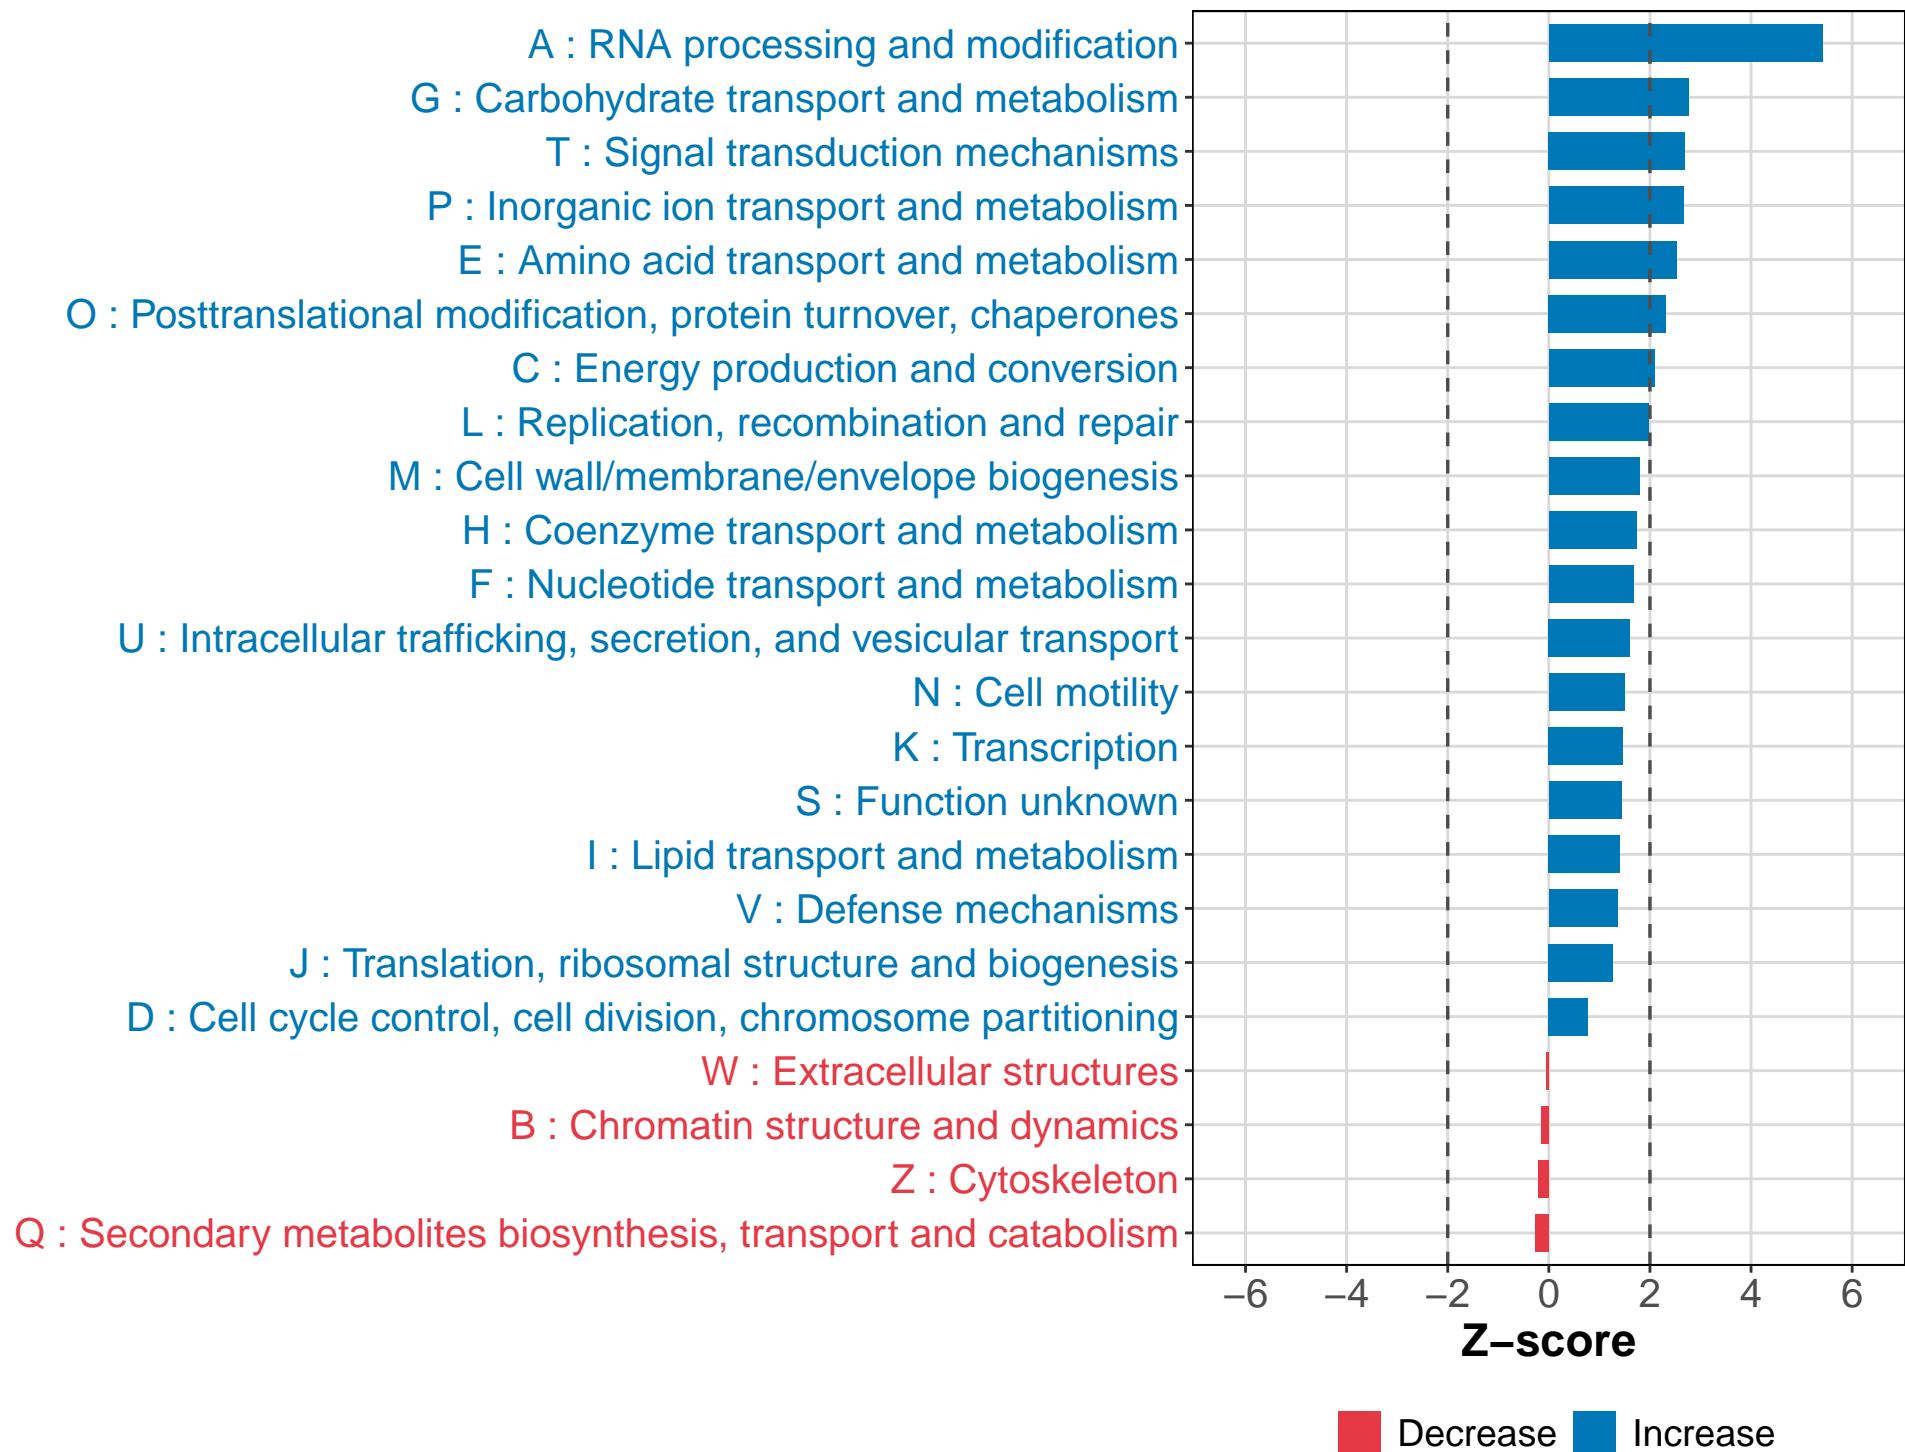 A : RNA processing and modification
G : Carbohydrate transport and metabolism
T : Signal transduction mechanisms
P : Inorganic ion transport and metabolism
E : Amino acid transport and metabolism
O : Posttranslational modification, protein turnover, chaperones
C : Energy production and conversion
L : Replication, recombination and repair
M : Cell wall/membrane/envelope biogenesis
H : Coenzyme transport and metabolism
F : Nucleotide transport and metabolism
U : Intracellular trafficking, secretion, and vesicular transport
N : Cell motility
K : Transcription
S : Function unknown
I : Lipid transport and metabolism
V : Defense mechanisms
J : Translation, ribosomal structure and biogenesis
D : Cell cycle control, cell division, chromosome partitioning
W : Extracellular structures
B : Chromatin structure and dynamics
Z : Cytoskeleton
Q : Secondary metabolites biosynthesis, transport and catabolism
−6 −4 −2 0 2 4 6
Z−score
Decrease Increase